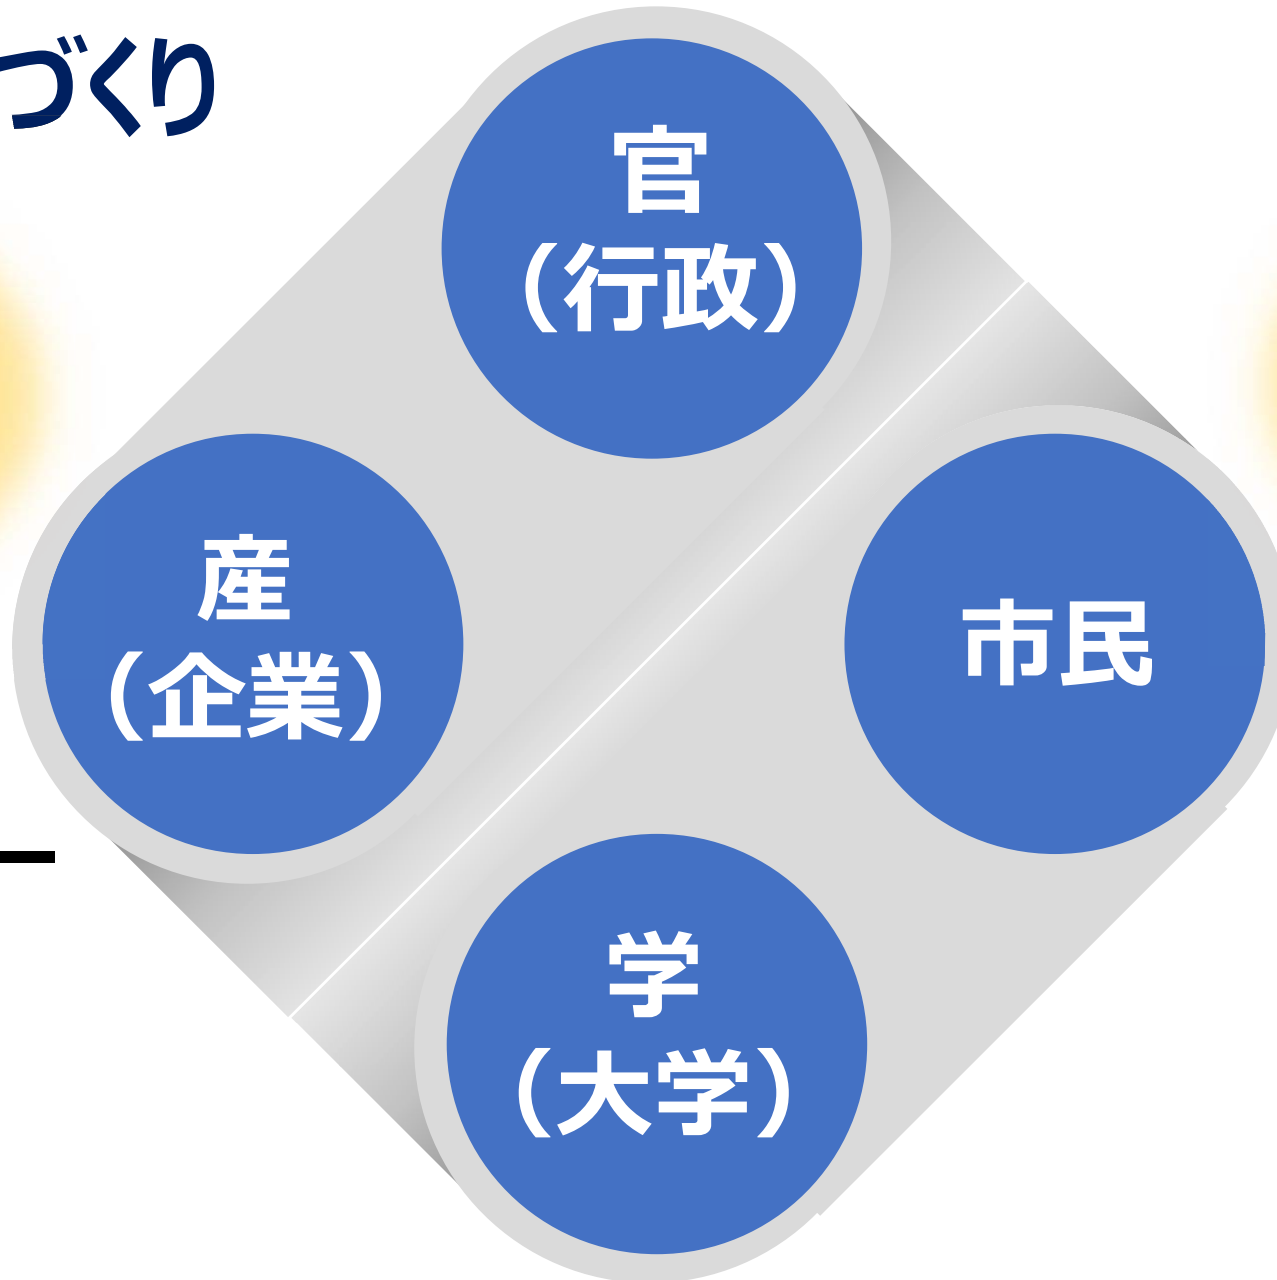 づくり
官
（行政）
産
（企業）
市民
学
（大学）